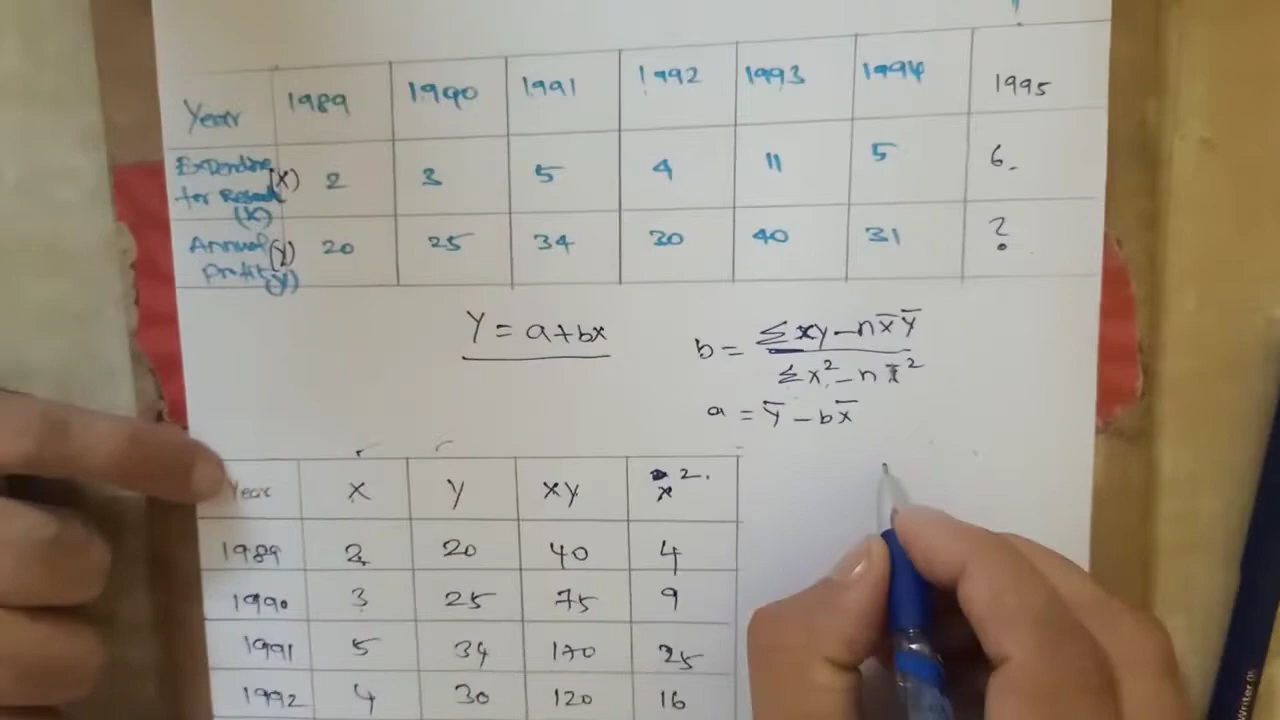 Year 1989 1990 1991 1992 1993 1994 1995
(X) 2 3 5 4 11 5 6.
for (X)
Annual (y) 20 25 34 30 40 31 ?
profit (y)
Y = a+bx
b = Σxy-nx̄ȳ
Σx²-nx̄²
a = ȳ-bx̄
Year x y xy x².
1989 2 20 40 4
1990 3 25 75 9
1991 5 34 170 25
1992 4 30 120 16